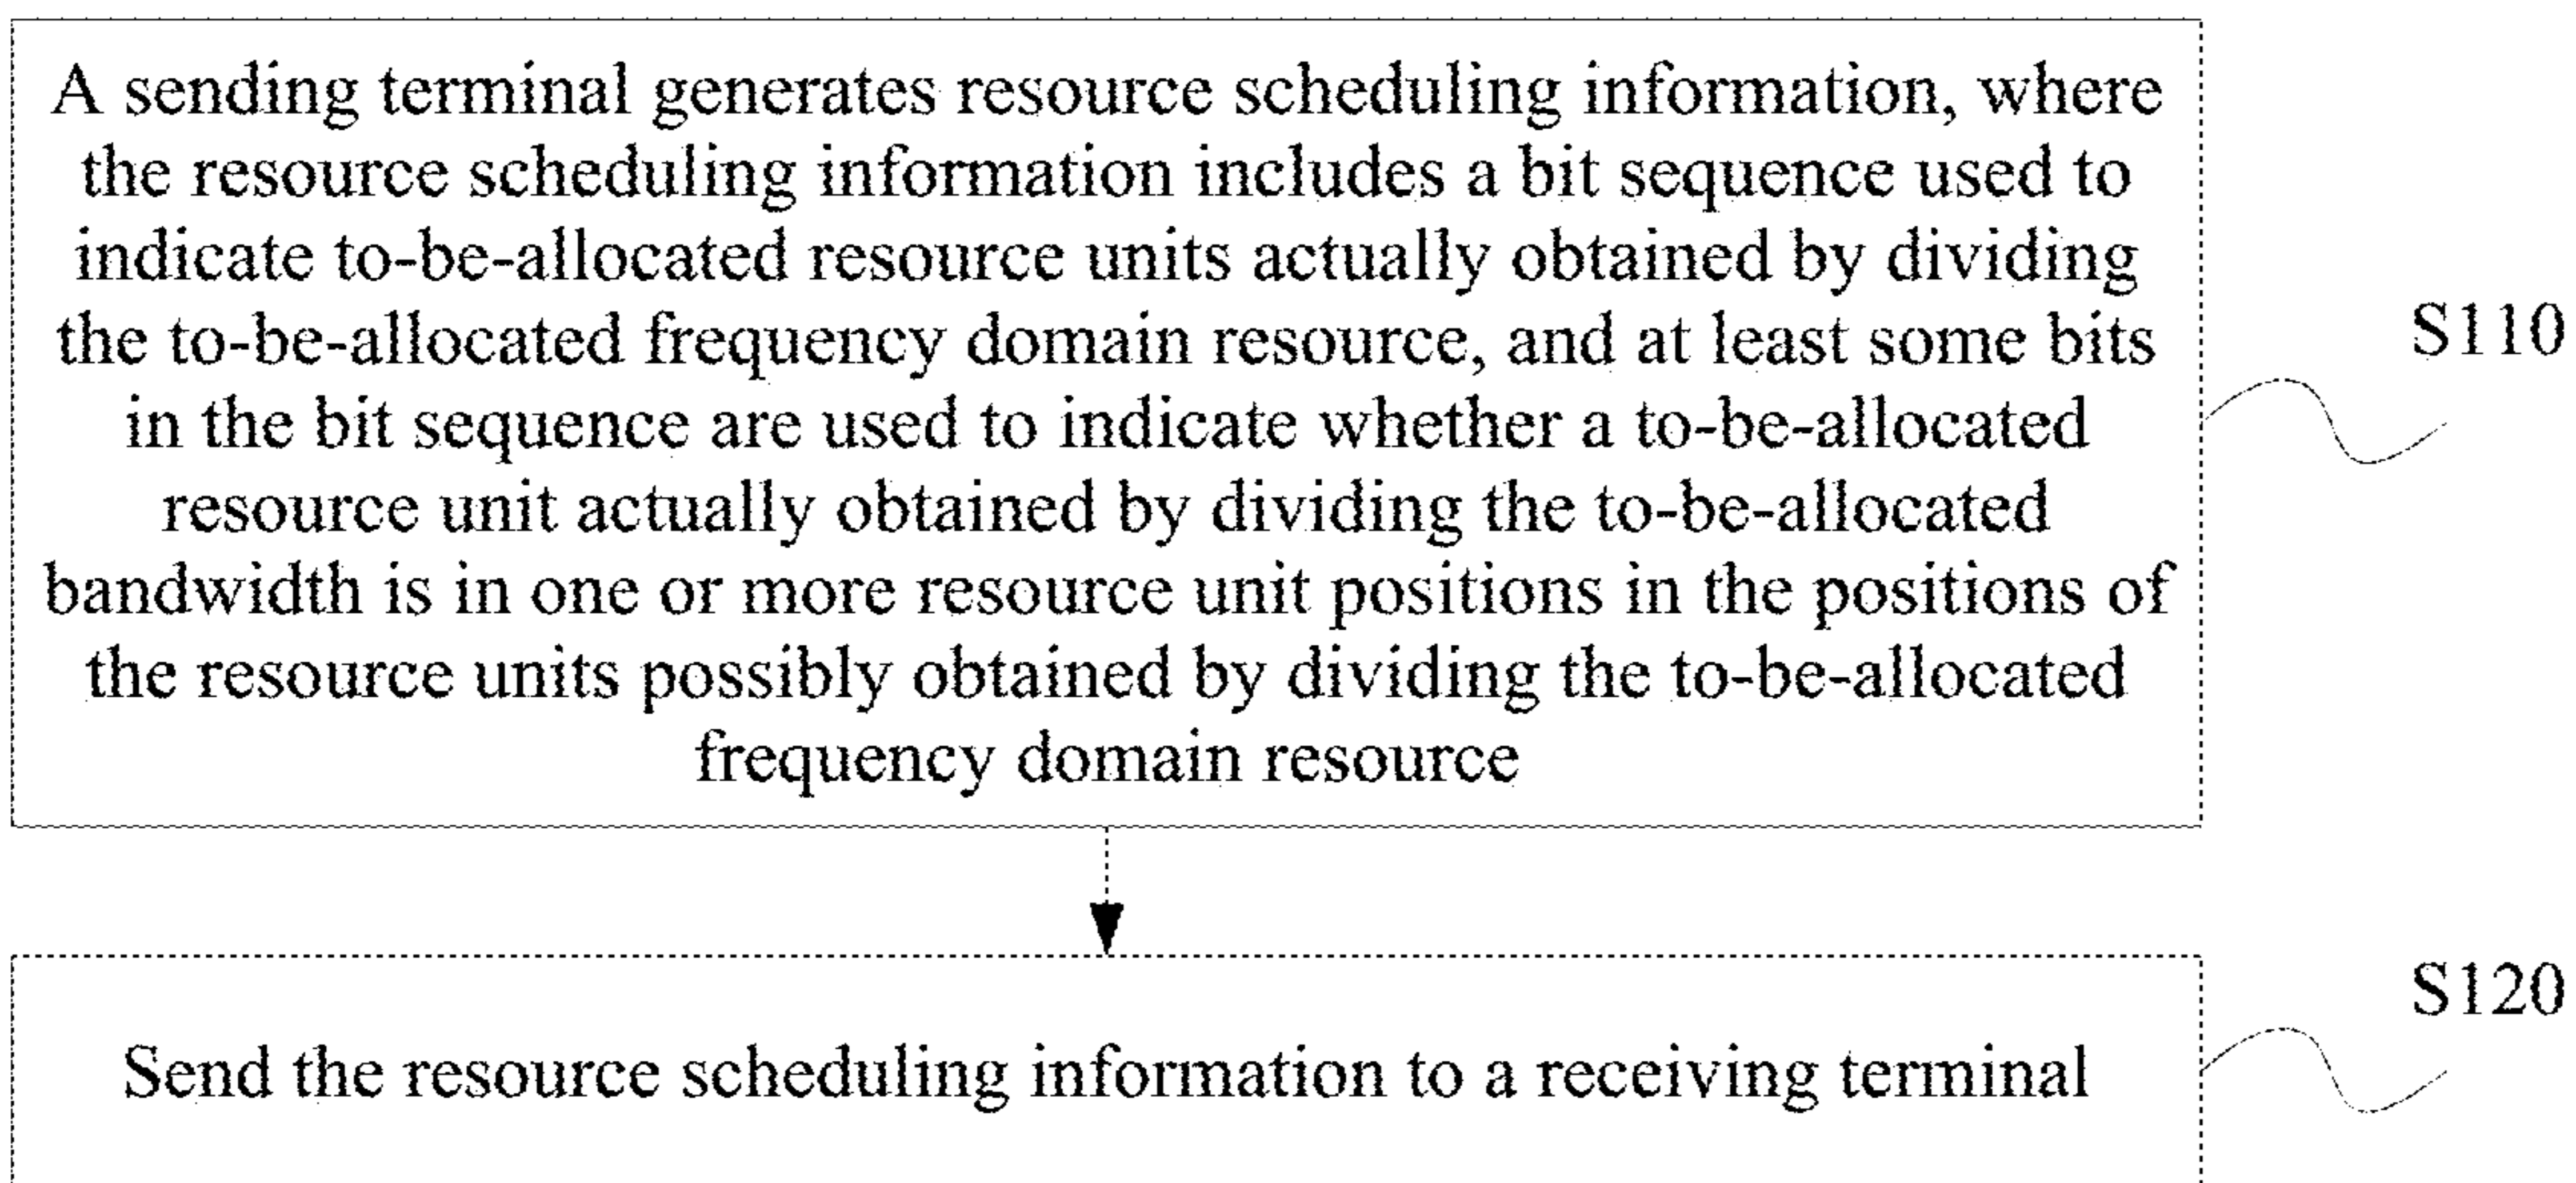 A sending terminal generates resource scheduling information, where
the resource scheduling information includes a bit sequence used to
indicate to-be-allocated resource units actually obtained by dividing
the to-be-allocated frequency domain resource, and at least some bits
in the bit sequence are used to indicate whether a to-be-allocated
resource unit actually obtained by dividing the to-be-allocated
bandwidth is in one or more resource unit positions in the positions of
the resource units possibly obtained by dividing the to-be-allocated
frequency domain resource
S110
Send the resource scheduling information to a receiving terminal
S120